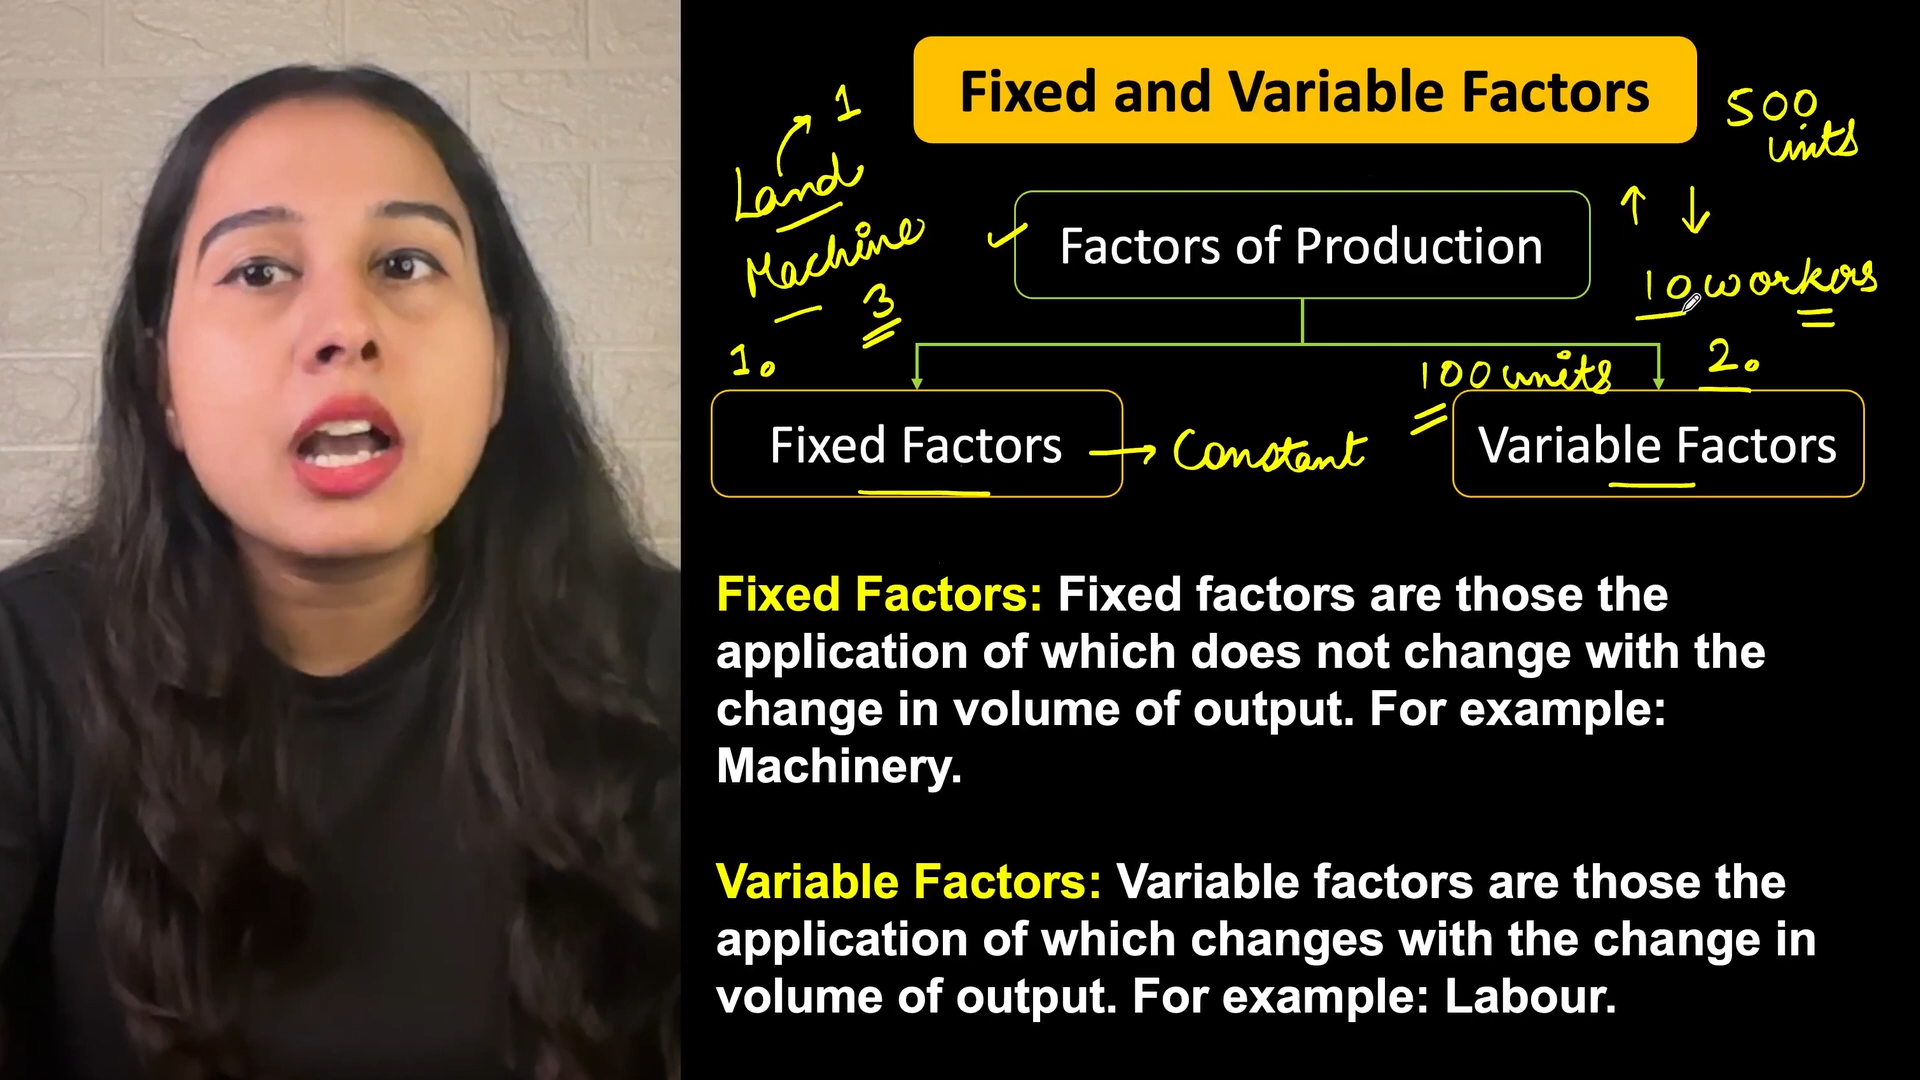 Fixed and Variable Factors
1
Land
Machine
3
500
units
↑ ↓
10 workers
Factors of Production
1.
100 units
2.
Fixed Factors → Constant
Variable Factors
Fixed Factors: Fixed factors are those the
application of which does not change with the
change in volume of output. For example:
Machinery.
Variable Factors: Variable factors are those the
application of which changes with the change in
volume of output. For example: Labour.